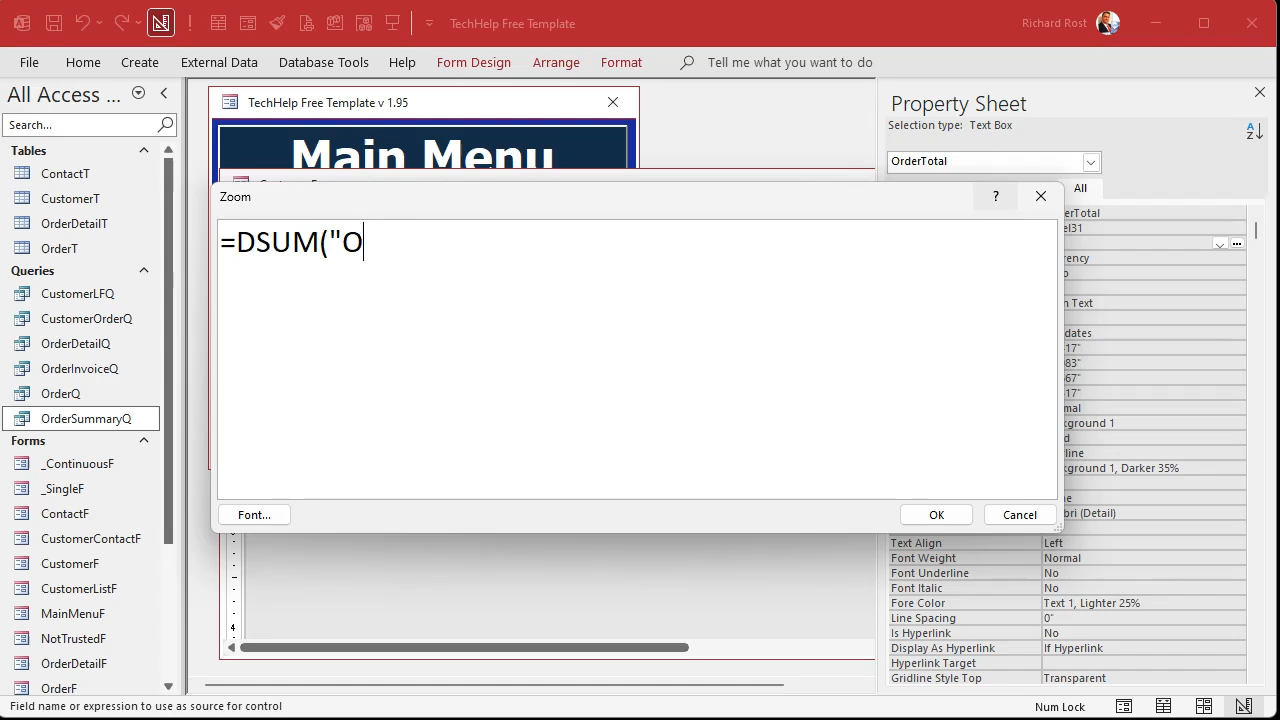 TechHelp Free Template
Richard Rost
File
Home
Create
External Data
Database Tools
Help
Form Design
Arrange
Format
Tell me what you want to do
All Access ...
Search...
Tables
ContactT
CustomerT
OrderDetailT
OrderT
Queries
CustomerLFQ
CustomerOrderQ
OrderDetailQ
OrderInvoiceQ
OrderQ
OrderSummaryQ
Forms
_ContinuousF
_SingleF
ContactF
CustomerContactF
CustomerF
CustomerListF
MainMenuF
NotTrustedF
OrderDetailF
OrderF
TechHelp Free Template v 1.95
Main Menu
Zoom
?
=DSUM("O
Font...
OK
Cancel
4
Property Sheet
Selection type: Text Box
OrderTotal
All
Text Align Left
Font Weight Normal
Font Underline No
Font Italic No
Fore Color Text 1, Lighter 25%
Line Spacing 0"
Is Hyperlink No
Display As Hyperlink If Hyperlink
Hyperlink Target
Gridline Style Top Transparent
Field name or expression to use as source for control
Num Lock